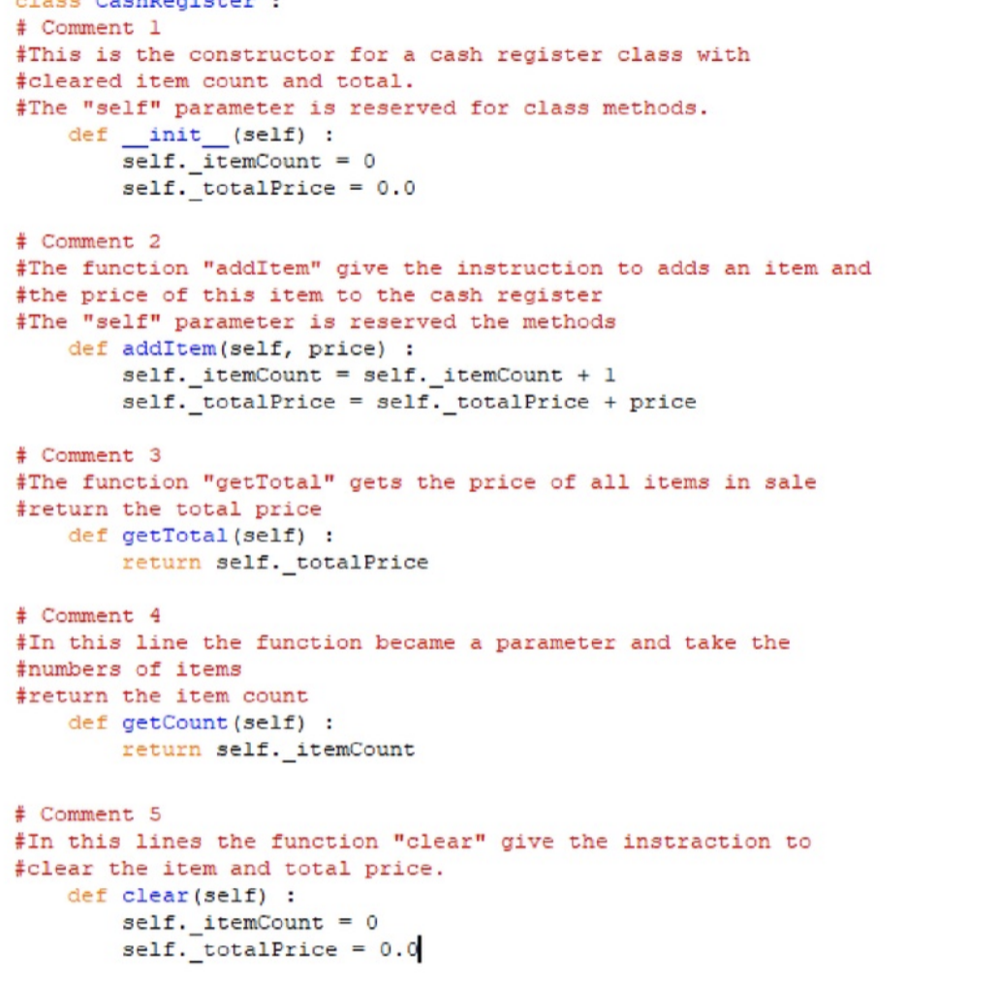 class CashRegister :
# Comment 1
#This is the constructor for a cash register class with
#cleared item count and total.
#The "self" parameter is reserved for class methods.
def __init__(self) :
self._itemCount = 0
self._totalPrice = 0.0
# Comment 2
#The function "addItem" give the instruction to adds an item and
#the price of this item to the cash register
#The "self" parameter is reserved the methods
def addItem(self, price) :
self._itemCount = self._itemCount + 1
self._totalPrice = self._totalPrice + price
# Comment 3
#The function "getTotal" gets the price of all items in sale
#return the total price
def getTotal(self) :
return self._totalPrice
# Comment 4
#In this line the function became a parameter and take the
#numbers of items
#return the item count
def getCount(self) :
return self._itemCount
# Comment 5
#In this lines the function "clear" give the instraction to
#clear the item and total price.
def clear(self) :
self._itemCount = 0
self._totalPrice = 0.0